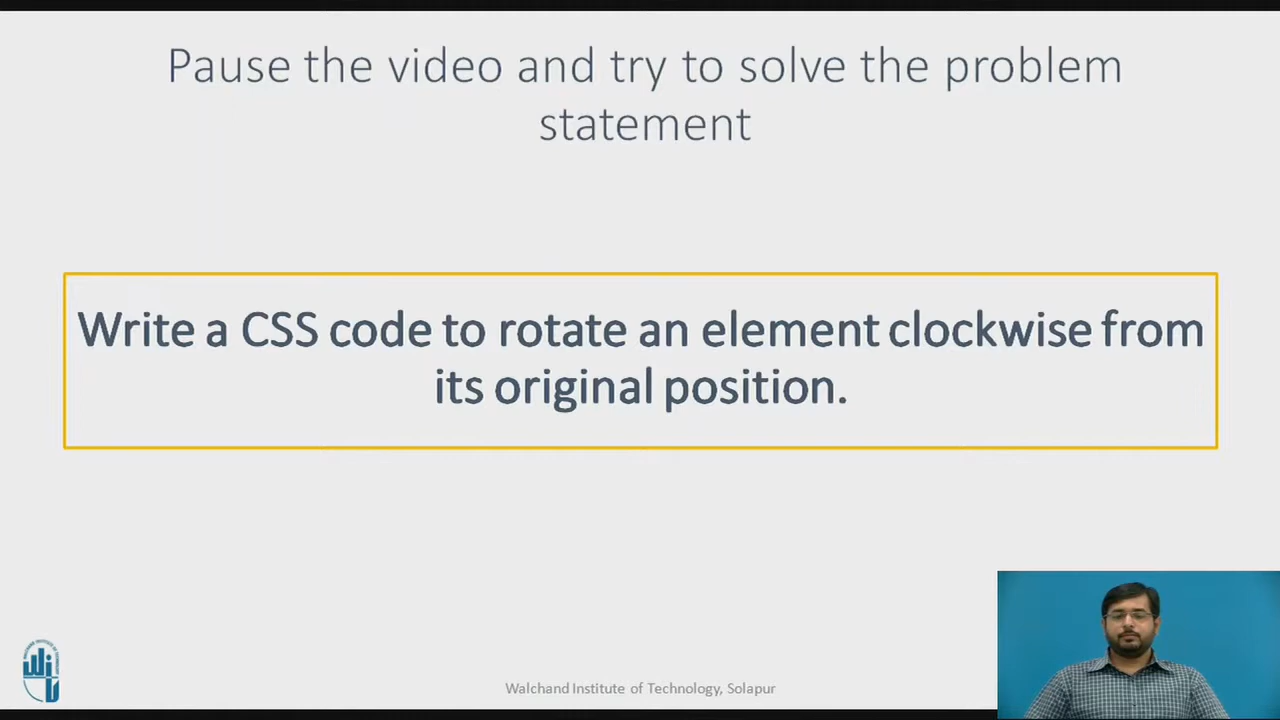 Pause the video and try to solve the problem
statement
Write a CSS code to rotate an element clockwise from
its original position.
Walchand Institute of Technology, Solapur